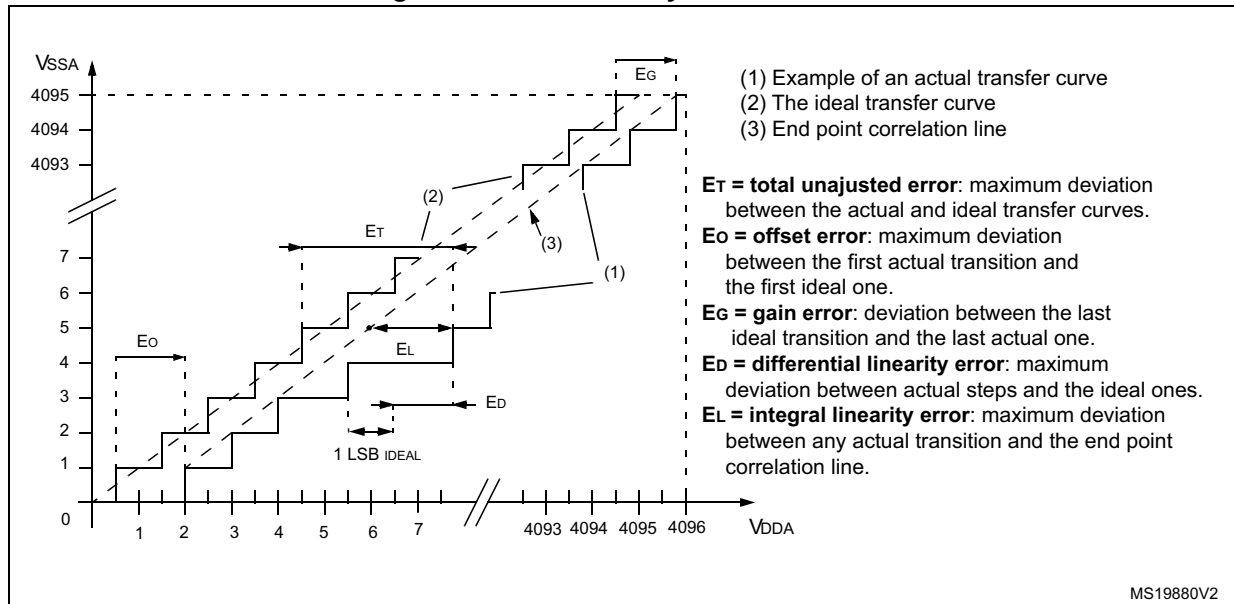 VSSA
4095
4094
4093
7
6
5
4
3
2
1
0
EG
(2)
ET
(3)
(1)
EO
EL
ED
1 LSB IDEAL
1 2 3 4 5 6 7 4093 4094 4095 4096
VDDA
(1) Example of an actual transfer curve
(2) The ideal transfer curve
(3) End point correlation line
ET = total unajusted error: maximum deviation
between the actual and ideal transfer curves.
EO = offset error: maximum deviation
between the first actual transition and
the first ideal one.
EG = gain error: deviation between the last
ideal transition and the last actual one.
ED = differential linearity error: maximum
deviation between actual steps and the ideal ones.
EL = integral linearity error: maximum deviation
between any actual transition and the end point
correlation line.
MS19880V2